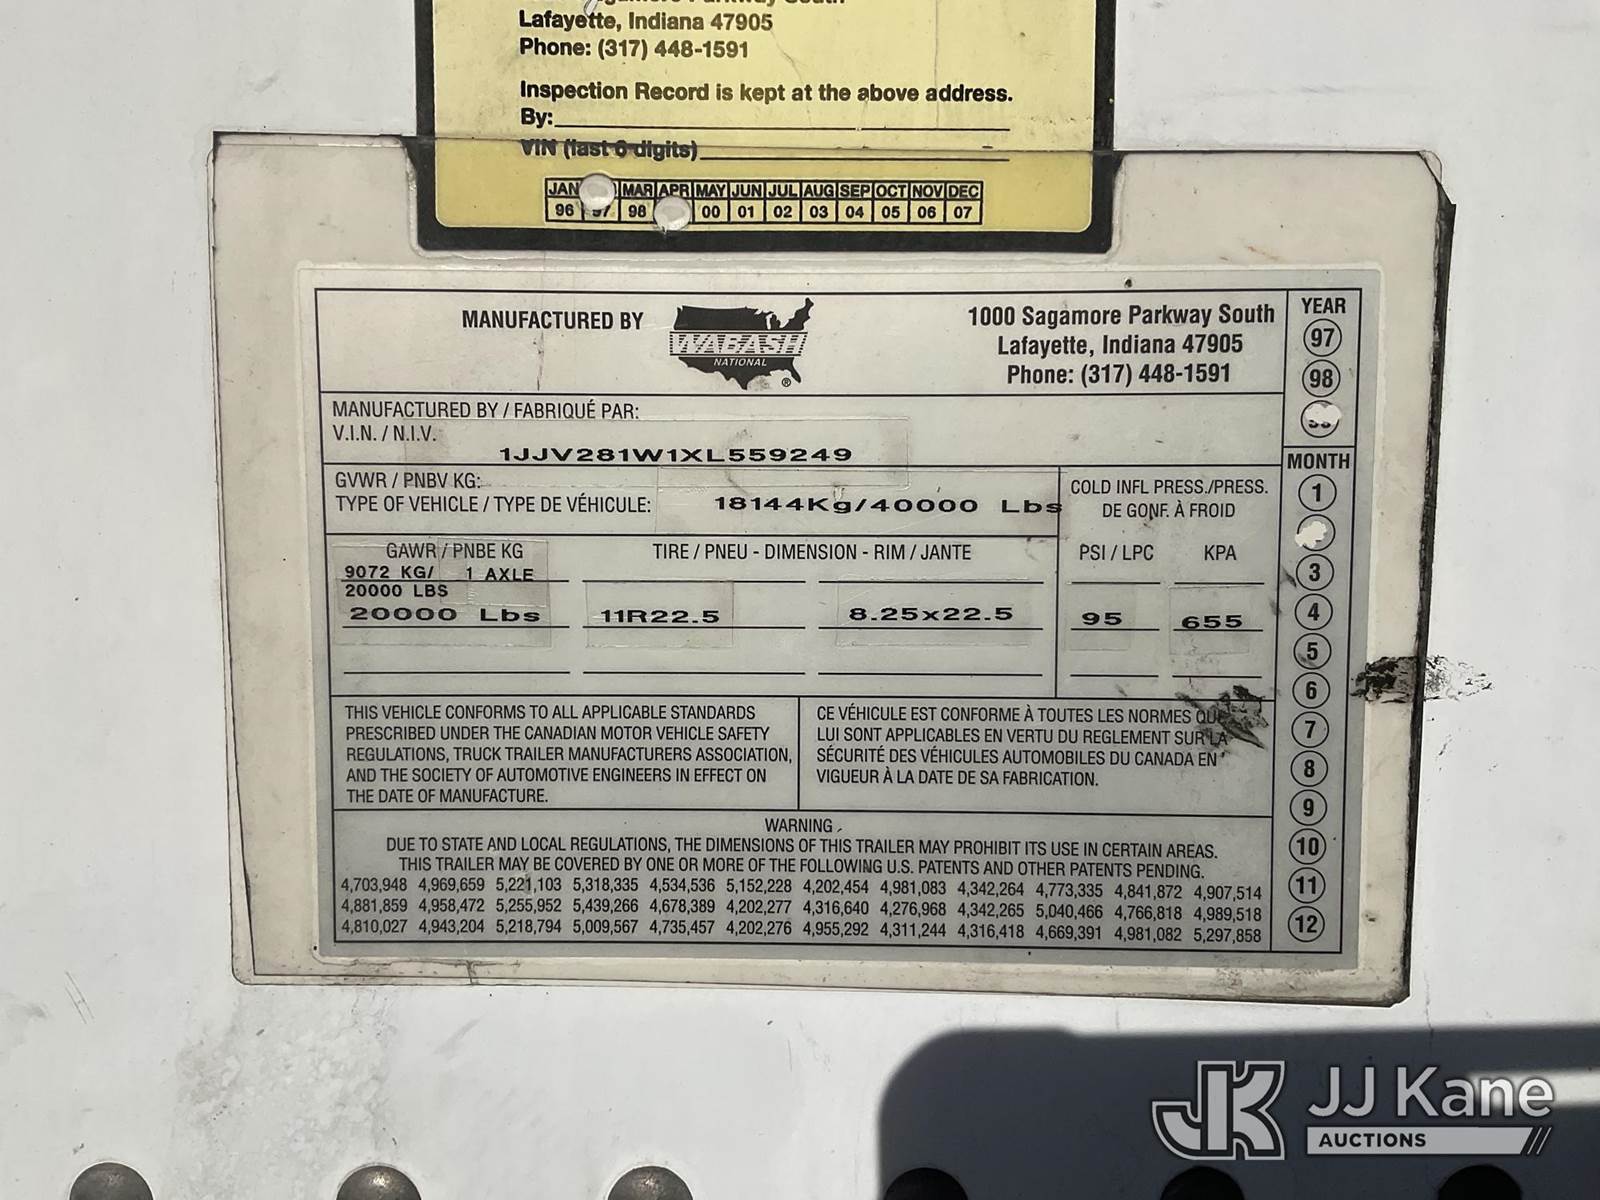 Lafayette, Indiana 47905
Phone: (317) 448-1591
Inspection Record is kept at the above address.
By:
VIN (last 6 digits)
JAN MAR APR MAY JUN JUL AUG SEP OCT NOV DEC
96 97 98 00 01 02 03 04 05 06 07
MANUFACTURED BY
WABASH
NATIONAL
®
1000 Sagamore Parkway South
Lafayette, Indiana 47905
Phone: (317) 448-1591
YEAR
97
98
MANUFACTURED BY / FABRIQUÉ PAR:
V.I.N. / N.I.V.
1JJV281W1XL559249
GVWR / PNBV KG:
TYPE OF VEHICLE / TYPE DE VÉHICULE:
18144Kg/40000 Lbs
COLD INFL PRESS./PRESS.
DE GONF. À FROID
GAWR / PNBE KG
TIRE / PNEU - DIMENSION - RIM / JANTE
PSI / LPC
KPA
9072 KG/ 1 AXLE
20000 LBS
20000 Lbs
11R22.5
8.25x22.5
95
655
MONTH
1
3
4
5
6
7
8
9
10
11
12
THIS VEHICLE CONFORMS TO ALL APPLICABLE STANDARDS
PRESCRIBED UNDER THE CANADIAN MOTOR VEHICLE SAFETY
REGULATIONS, TRUCK TRAILER MANUFACTURERS ASSOCIATION,
AND THE SOCIETY OF AUTOMOTIVE ENGINEERS IN EFFECT ON
THE DATE OF MANUFACTURE.
CE VÉHICULE EST CONFORME À TOUTES LES NORMES QUE
LUI SONT APPLICABLES EN VERTU DU REGLEMENT SUR LA
SÉCURITÉ DES VÉHICULES AUTOMOBILES DU CANADA EN
VIGUEUR À LA DATE DE SA FABRICATION.
WARNING
DUE TO STATE AND LOCAL REGULATIONS, THE DIMENSIONS OF THIS TRAILER MAY PROHIBIT ITS USE IN CERTAIN AREAS.
THIS TRAILER MAY BE COVERED BY ONE OR MORE OF THE FOLLOWING U.S. PATENTS AND OTHER PATENTS PENDING.
4,703,948 4,969,659 5,221,103 5,318,335 4,534,536 5,152,228 4,202,454 4,981,083 4,342,264 4,773,335 4,841,872 4,907,514
4,881,859 4,958,472 5,255,952 5,439,266 4,678,389 4,202,277 4,316,640 4,276,968 4,342,265 5,040,466 4,766,818 4,989,518
4,810,027 4,943,204 5,218,794 5,009,567 4,735,457 4,202,276 4,955,292 4,311,244 4,316,418 4,669,391 4,981,082 5,297,858
JK
JJ Kane
AUCTIONS